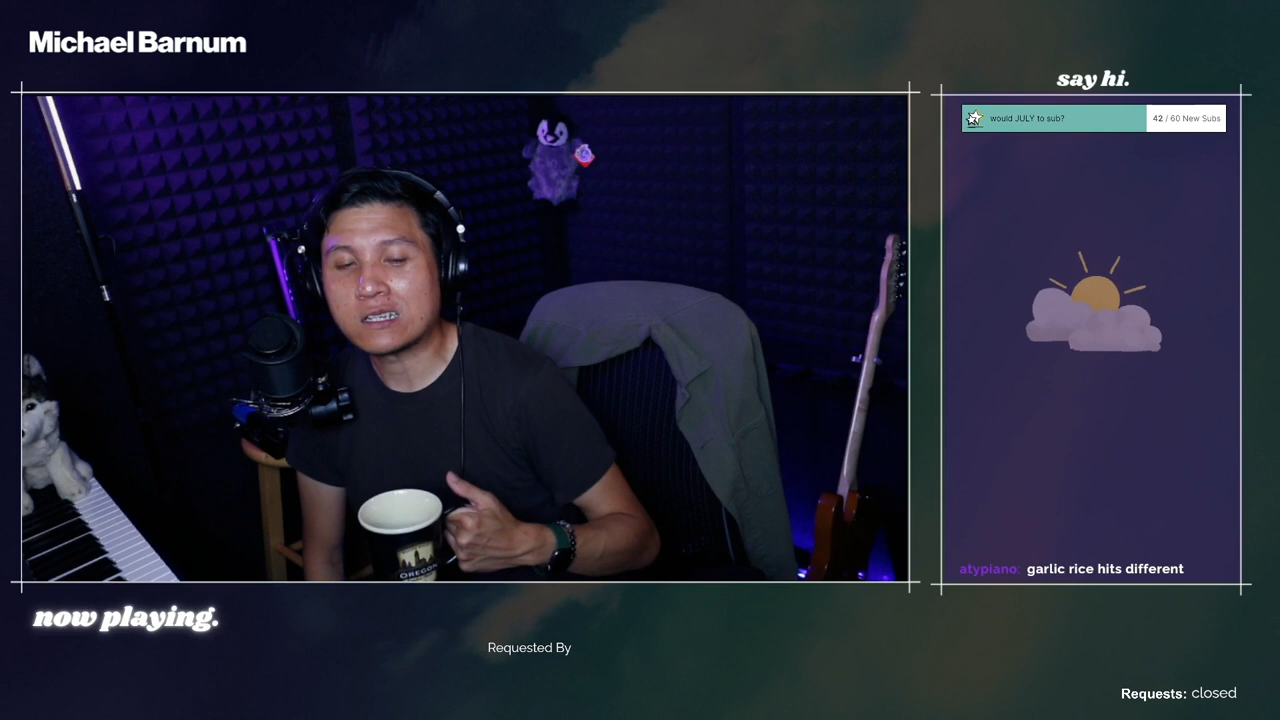 Michael Barnum
say hi.
would JULY to sub?
42 / 60 New Subs
OREGON
atypiano: garlic rice hits different
now playing.
Requested By
Requests: closed